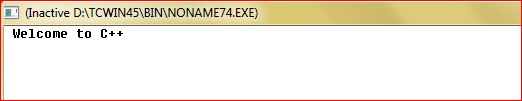 (Inactive D:\TCWIN45\BIN\NONAME74.EXE)
Welcome to C++